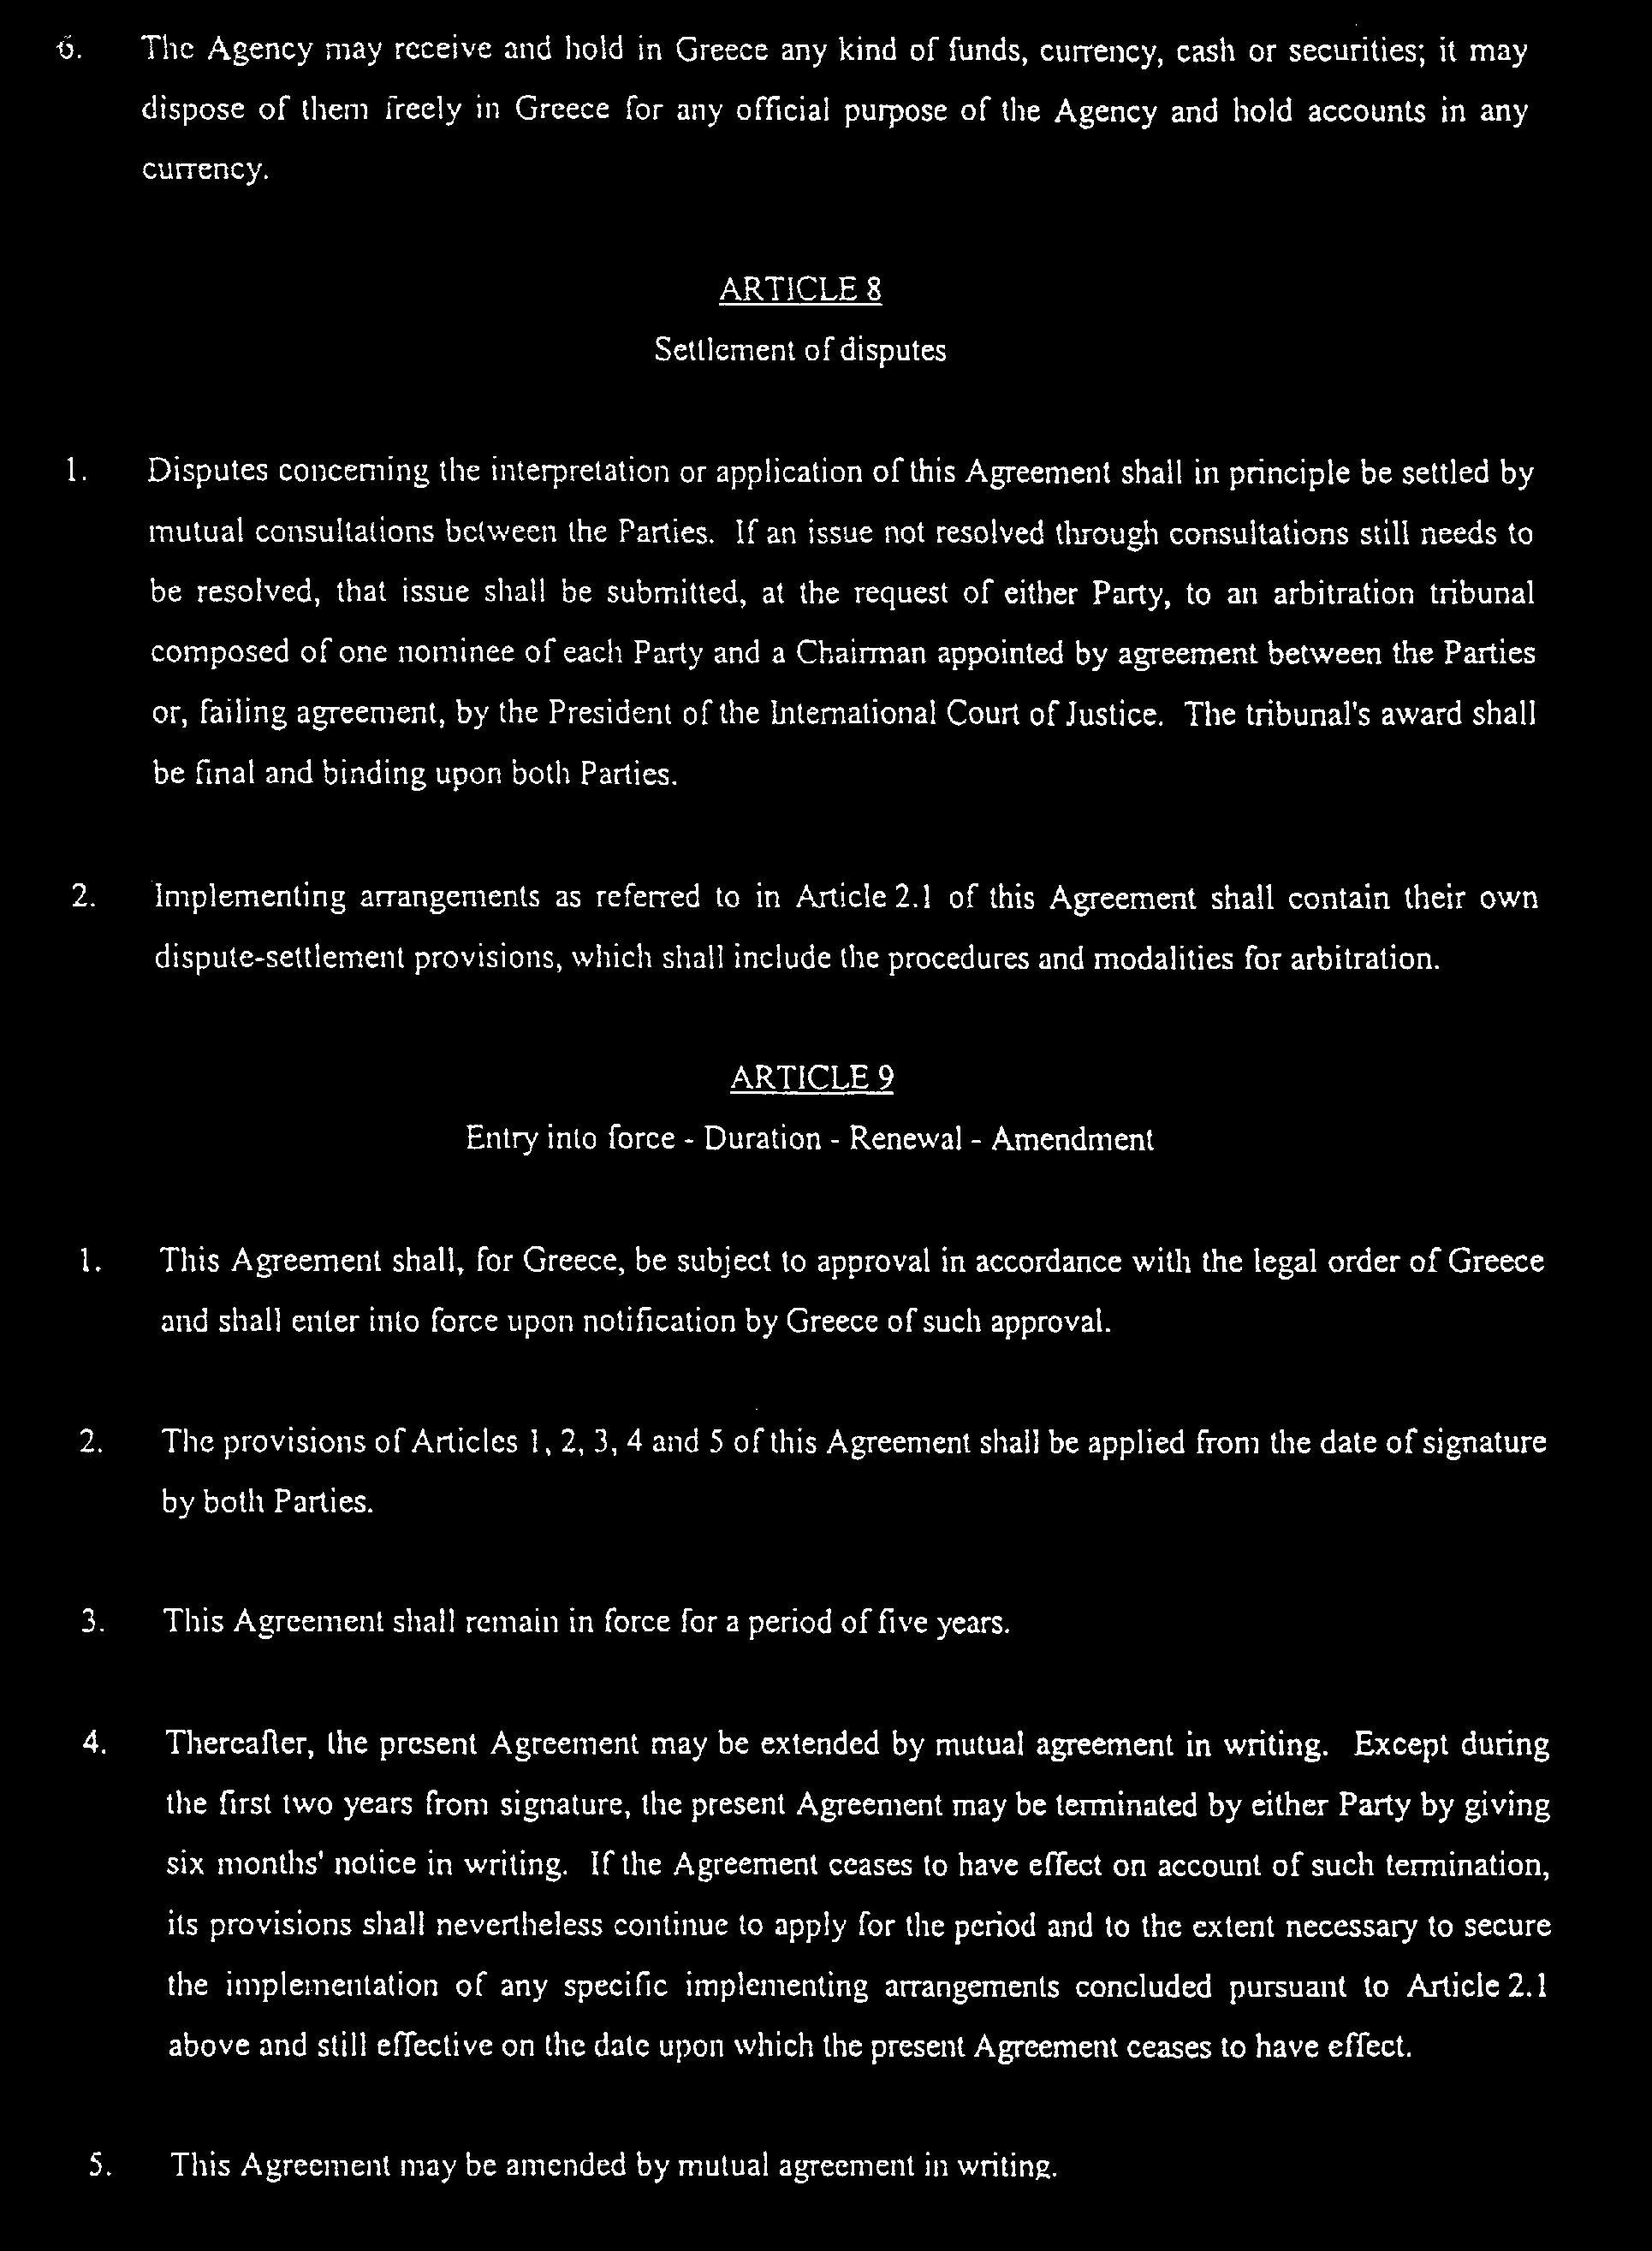 6. The Agency may receive and hold in Greece any kind of funds, currency, cash or securities; it may
dispose of them freely in Greece for any official purpose of the Agency and hold accounts in any
currency.
ARTICLE 8
Settlement of disputes
1. Disputes concerning the interpretation or application of this Agreement shall in principle be settled by
mutual consultations between the Parties. If an issue not resolved through consultations still needs to
be resolved, that issue shall be submitted, at the request of either Party, to an arbitration tribunal
composed of one nominee of each Party and a Chairman appointed by agreement between the Parties
or, failing agreement, by the President of the International Court of Justice. The tribunal's award shall
be final and binding upon both Parties.
2. Implementing arrangements as referred to in Article 2.1 of this Agreement shall contain their own
dispute-settlement provisions, which shall include the procedures and modalities for arbitration.
ARTICLE 9
Entry into force - Duration - Renewal - Amendment
1. This Agreement shall, for Greece, be subject to approval in accordance with the legal order of Greece
and shall enter into force upon notification by Greece of such approval.
2. The provisions of Articles 1, 2, 3, 4 and 5 of this Agreement shall be applied from the date of signature
by both Parties.
3. This Agreement shall remain in force for a period of five years.
4. Thereafter, the present Agreement may be extended by mutual agreement in writing. Except during
the first two years from signature, the present Agreement may be terminated by either Party by giving
six months' notice in writing. If the Agreement ceases to have effect on account of such termination,
its provisions shall nevertheless continue to apply for the period and to the extent necessary to secure
the implementation of any specific implementing arrangements concluded pursuant to Article 2.1
above and still effective on the date upon which the present Agreement ceases to have effect.
5. This Agreement may be amended by mutual agreement in writing.